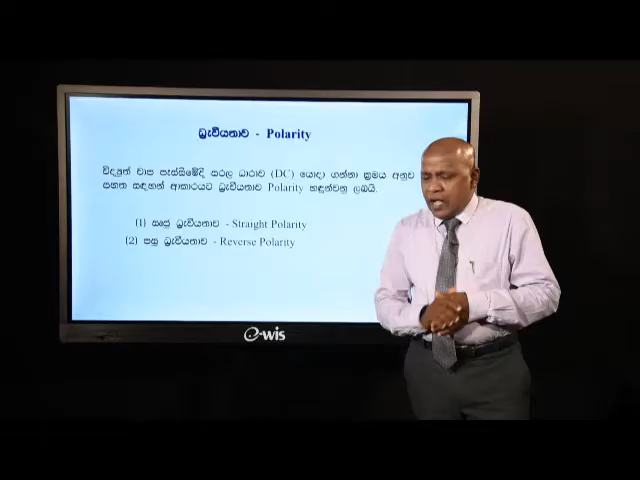 ධ්‍රැවීයතාව - Polarity
විද්‍යුත් චාප පෑස්සීමේදී සරල ධාරාව (DC) යොදා ගන්නා ක්‍රමය අනුව
පහත සඳහන් ආකාරයට ධ්‍රැවීයතාව Polarity හඳුන්වනු ලබයි.
(1) සෘජු ධ්‍රැවීයතාව - Straight Polarity
(2) පසු ධ්‍රැවීයතාව - Reverse Polarity
e-wis